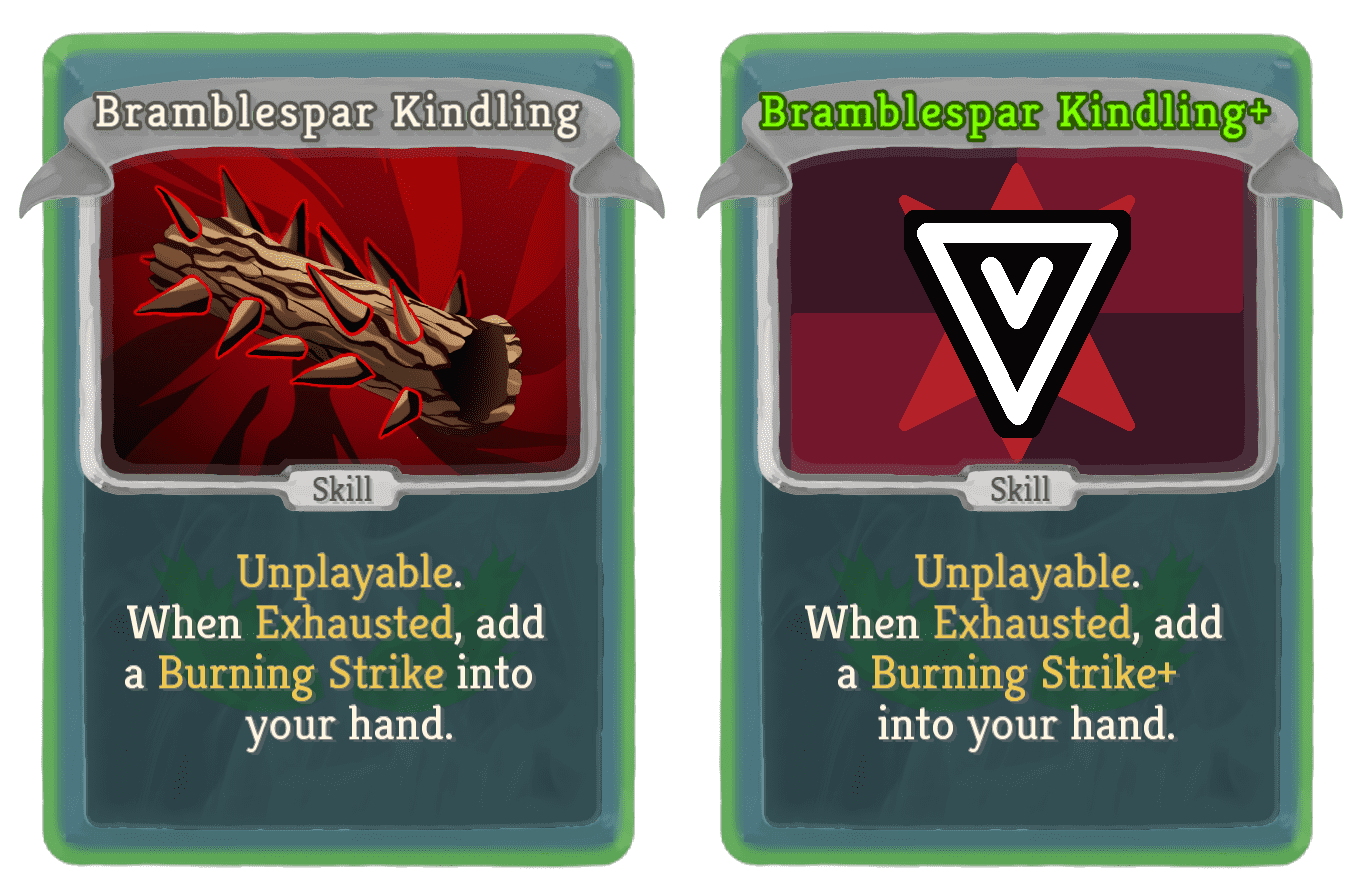 Bramblespar Kindling
Skill
Unplayable.
When Exhausted, add
a Burning Strike into
your hand.
Bramblespar Kindling+
V
Skill
Unplayable.
When Exhausted, add
a Burning Strike+
into your hand.